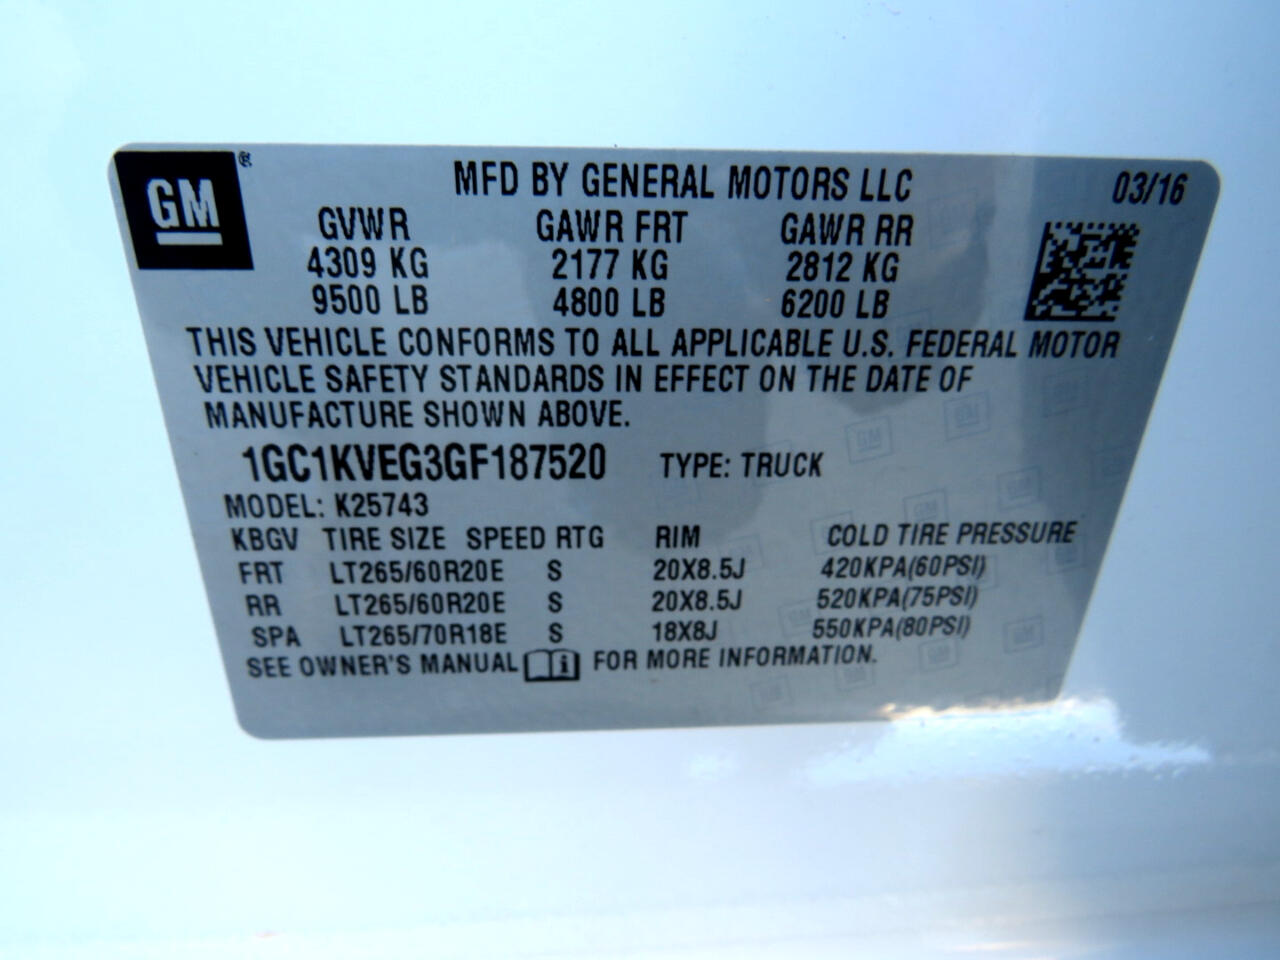 GM ®
MFD BY GENERAL MOTORS LLC 03/16
GVWR GAWR FRT GAWR RR
4309 KG 2177 KG 2812 KG
9500 LB 4800 LB 6200 LB
THIS VEHICLE CONFORMS TO ALL APPLICABLE U.S. FEDERAL MOTOR
VEHICLE SAFETY STANDARDS IN EFFECT ON THE DATE OF
MANUFACTURE SHOWN ABOVE.
1GC1KVEG3GF187520 TYPE: TRUCK
MODEL: K25743
KBGV TIRE SIZE SPEED RTG RIM COLD TIRE PRESSURE
FRT LT265/60R20E S 20X8.5J 420KPA(60PSI)
RR LT265/60R20E S 20X8.5J 520KPA(75PSI)
SPA LT265/70R18E S 18X8J 550KPA(80PSI)
SEE OWNER'S MANUAL i FOR MORE INFORMATION.